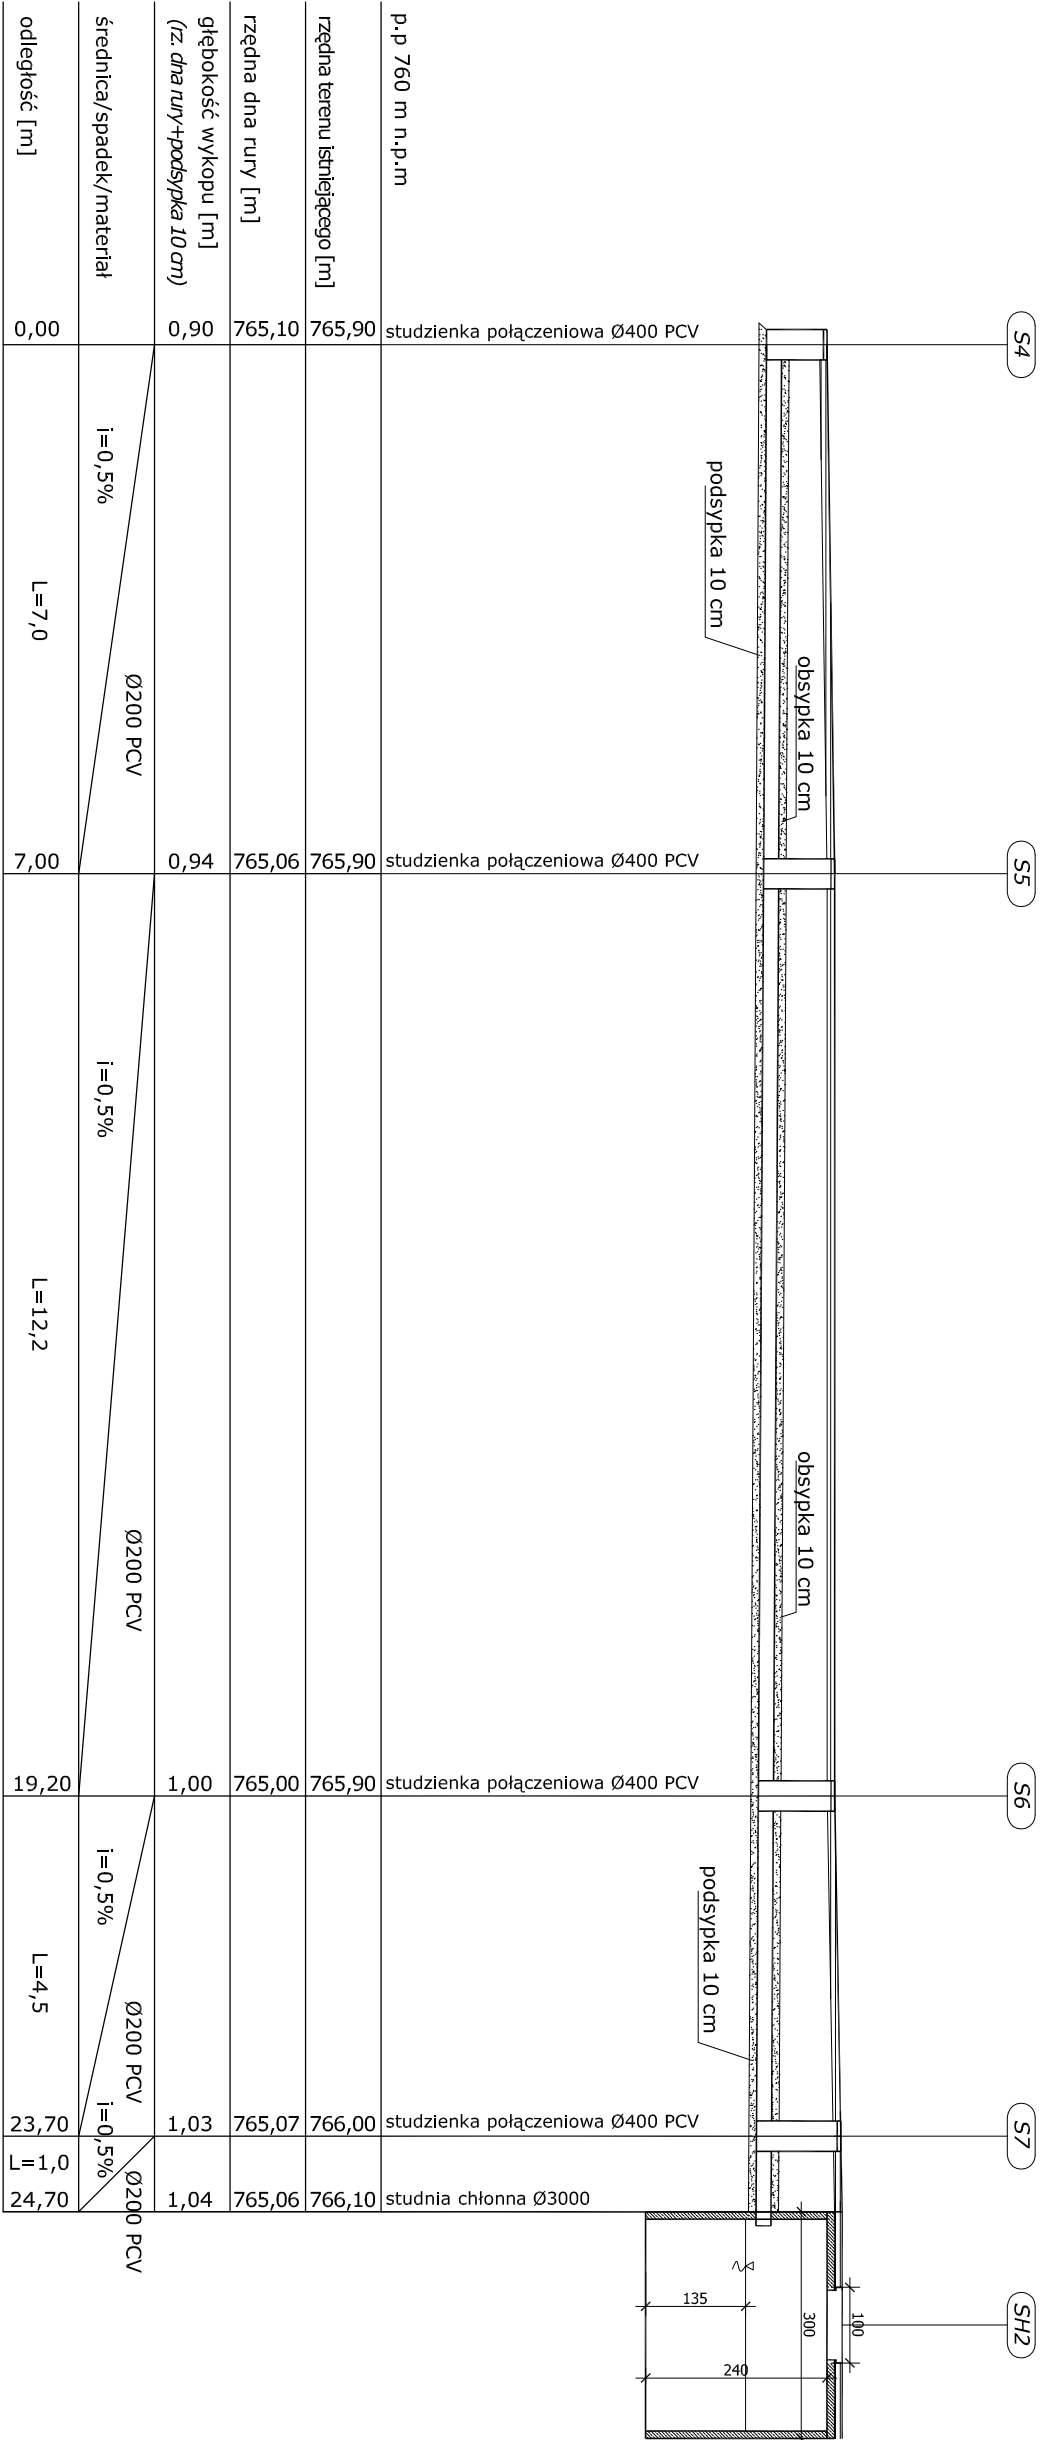 S4
S5
S6
S7
SH2
obsypka 10 cm
obsypka 10 cm
podsypka 10 cm
podsypka 10 cm
100
300
135
240
p.p 760 m n.p.m
studzienka połączeniowa Ø400 PCV
studzienka połączeniowa Ø400 PCV
studzienka połączeniowa Ø400 PCV
studzienka połączeniowa Ø400 PCV
studnia chłonna Ø3000
rzędna terenu istniejącego [m]
765,90
765,90
765,90
766,00
766,10
rzędna dna rury [m]
765,10
765,06
765,00
765,07
765,06
głębokość wykopu [m]
(rz. dna rury+podsypka 10 cm)
0,90
0,94
1,00
1,03
1,04
średnica/spadek/materiał
i=0,5%
Ø200 PCV
i=0,5%
Ø200 PCV
i=0,5%
Ø200 PCV
i=0,5%
Ø200 PCV
odległość [m]
0,00
L=7,0
7,00
L=12,2
19,20
L=4,5
23,70
L=1,0
24,70